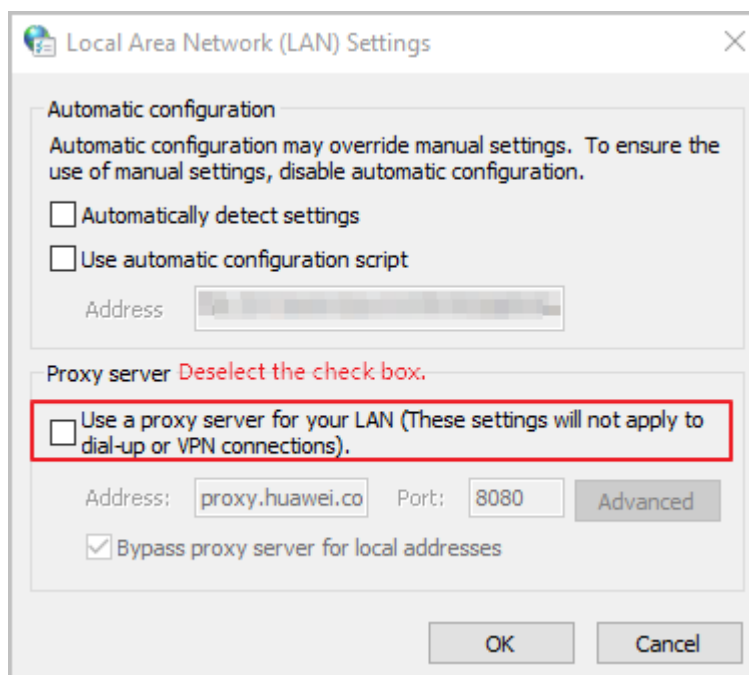 Local Area Network (LAN) Settings
Automatic configuration
Automatic configuration may override manual settings. To ensure the
use of manual settings, disable automatic configuration.
Automatically detect settings
Use automatic configuration script
Address
Proxy server Deselect the check box.
Use a proxy server for your LAN (These settings will not apply to
dial-up or VPN connections).
Address: proxy.huawei.co Port: 8080 Advanced
Bypass proxy server for local addresses
OK Cancel